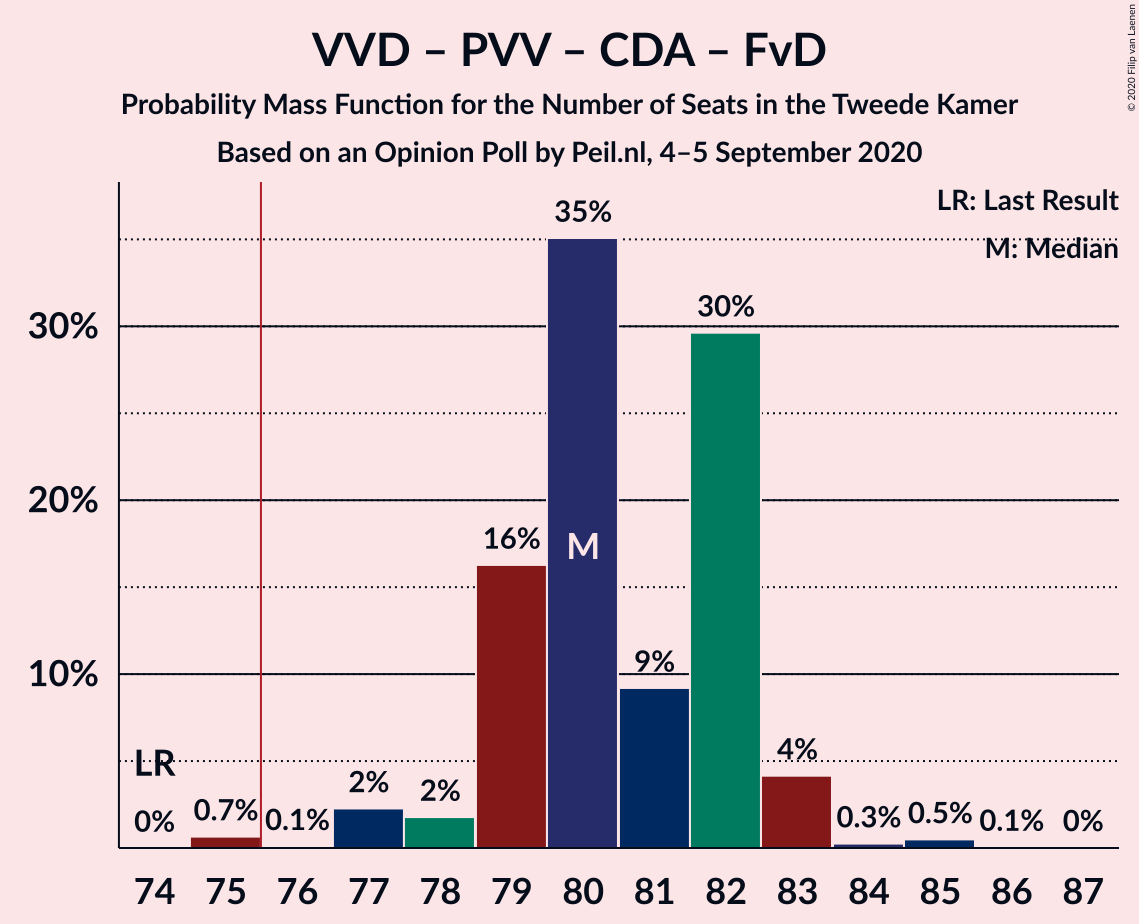 VVD – PVV – CDA – FvD
Probability Mass Function for the Number of Seats in the Tweede Kamer
Based on an Opinion Poll by Peil.nl, 4–5 September 2020
© 2020 Filip van Laenen
LR: Last Result
M: Median
35%
30%
30%
20%
16%
M
10%
9%
LR
4%
0%
0.7%
0.1%
2%
2%
0.3%
0.5%
0.1%
0%
74 75 76 77 78 79 80 81 82 83 84 85 86 87